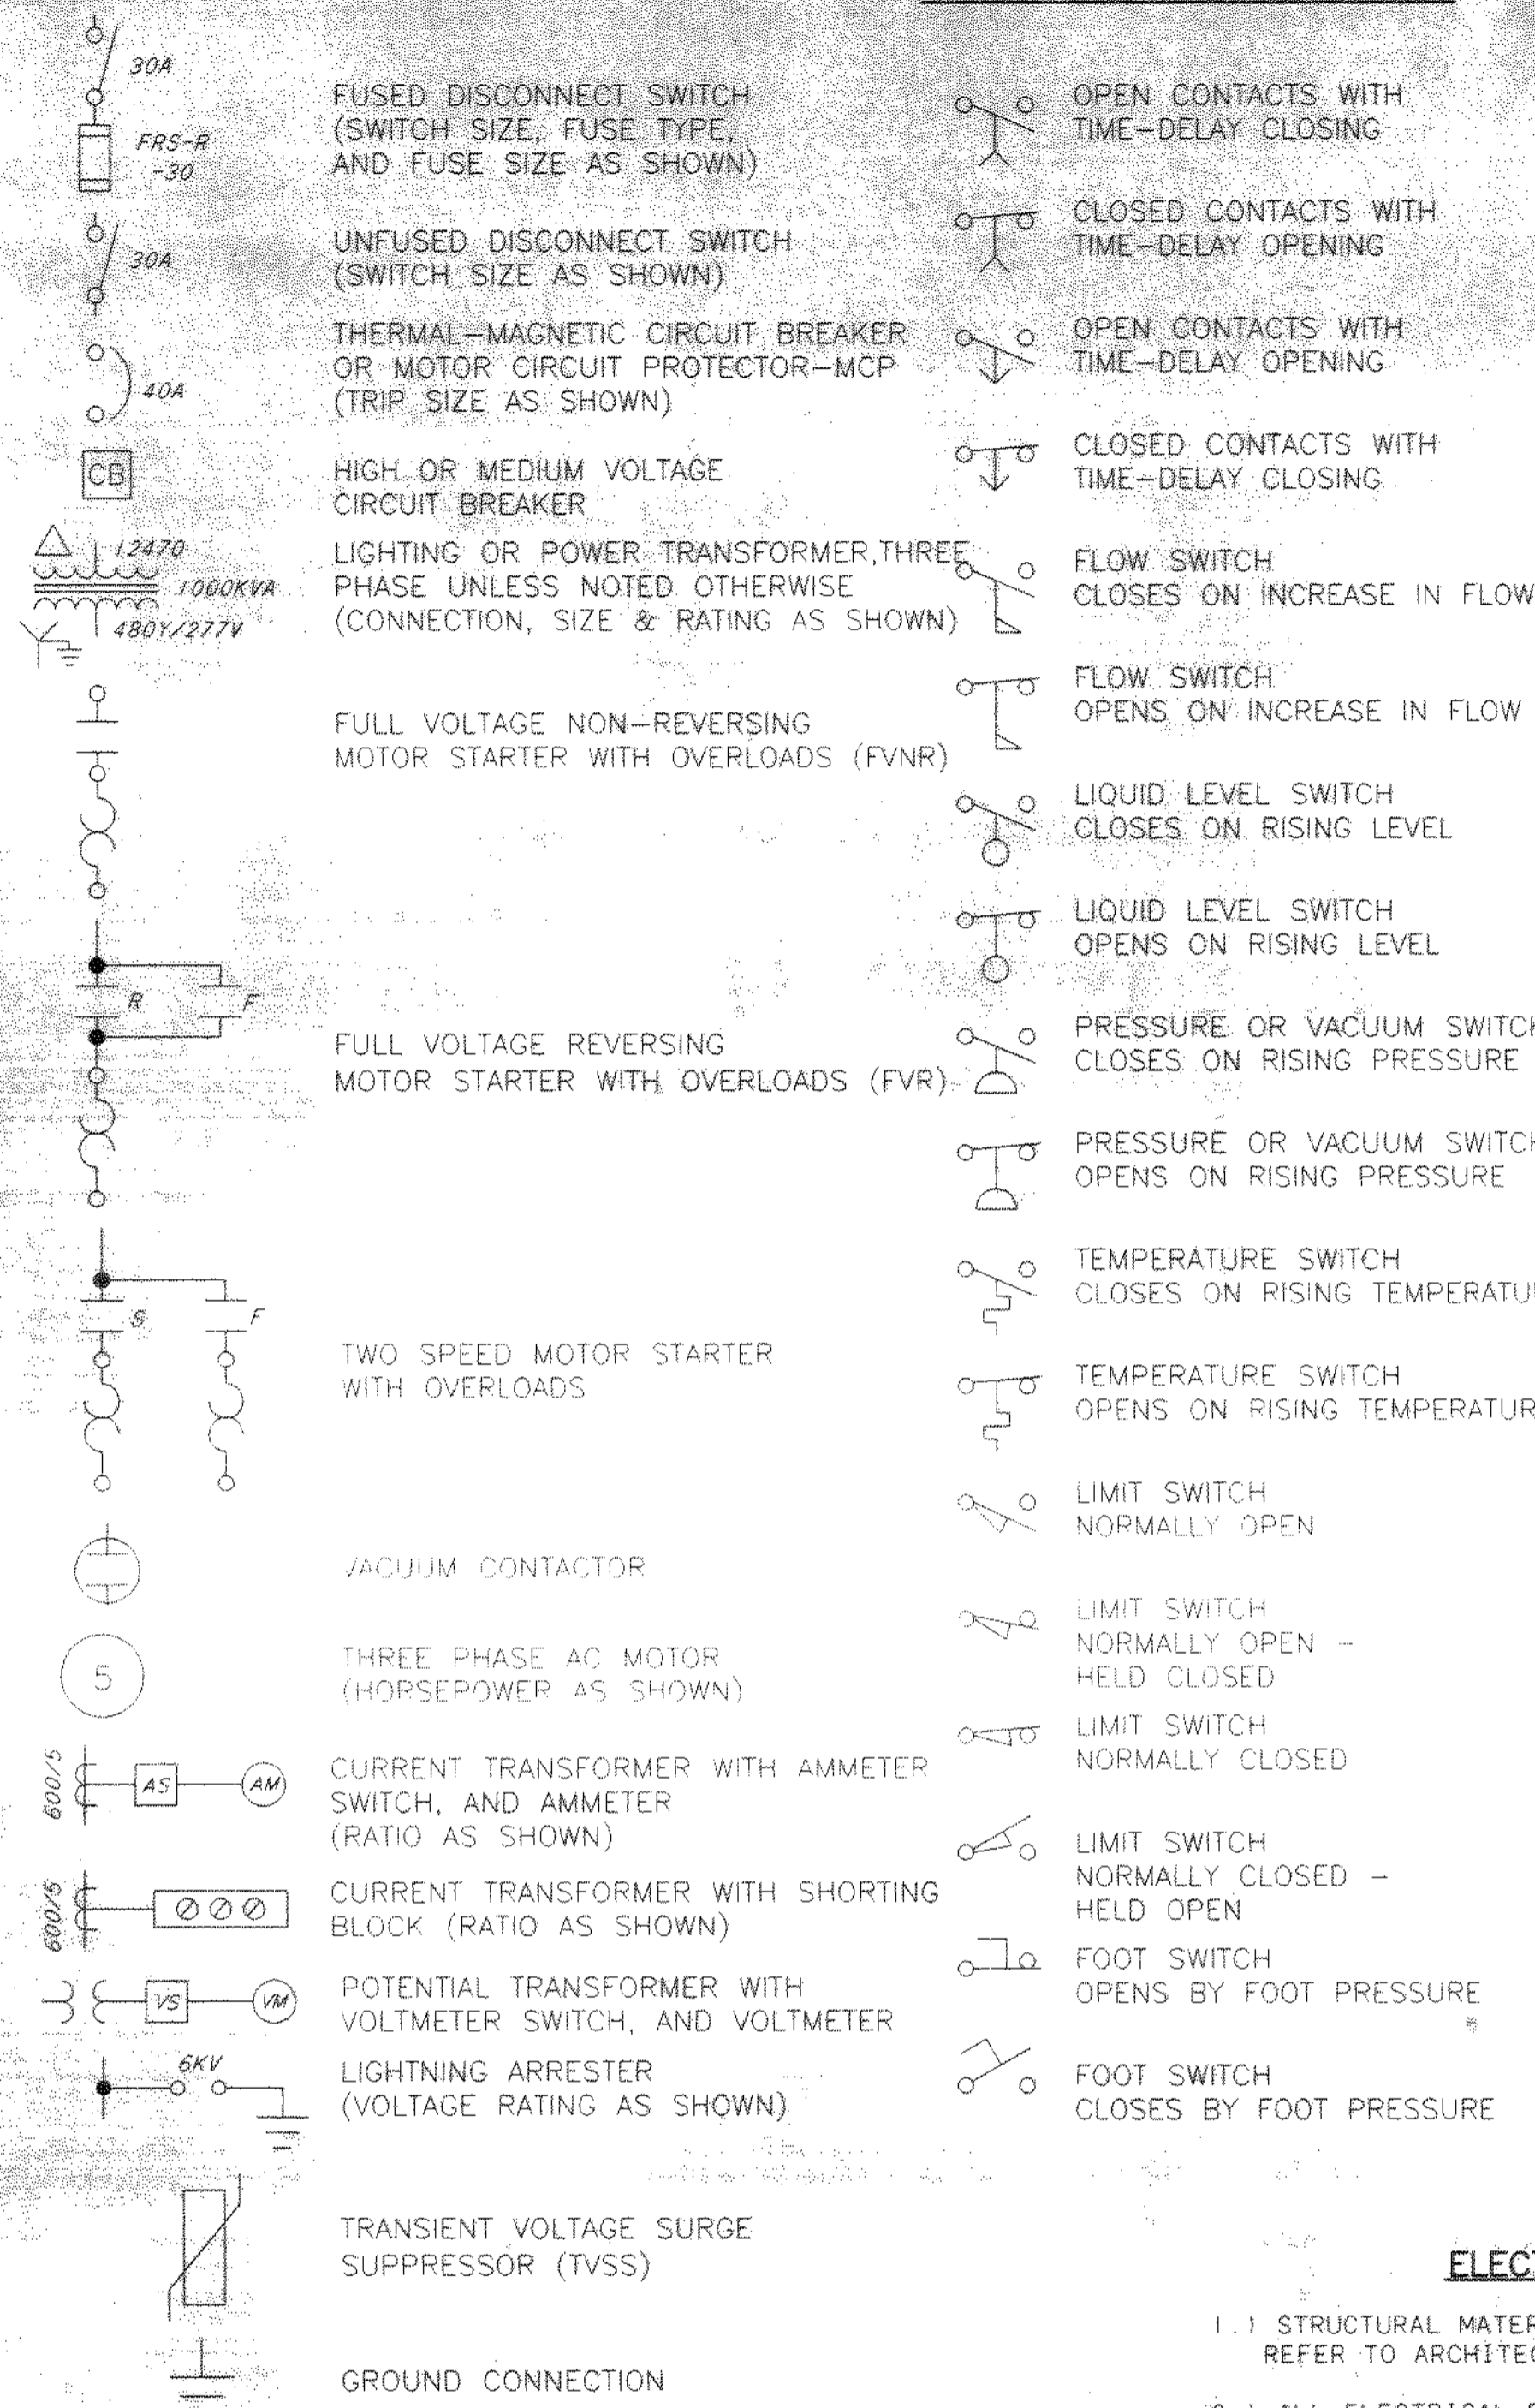 30A
FRS-R
-30
FUSED DISCONNECT SWITCH
(SWITCH SIZE, FUSE TYPE,
AND FUSE SIZE AS SHOWN)
30A
UNFUSED DISCONNECT SWITCH
(SWITCH SIZE AS SHOWN)
40A
THERMAL-MAGNETIC CIRCUIT BREAKER
OR MOTOR CIRCUIT PROTECTOR-MCP
(TRIP SIZE AS SHOWN)
CB
HIGH OR MEDIUM VOLTAGE
CIRCUIT BREAKER
12470
1000KVA
480Y/277V
LIGHTING OR POWER TRANSFORMER, THREE
PHASE UNLESS NOTED OTHERWISE
(CONNECTION, SIZE & RATING AS SHOWN)
FULL VOLTAGE NON-REVERSING
MOTOR STARTER WITH OVERLOADS (FVNR)
R
F
FULL VOLTAGE REVERSING
MOTOR STARTER WITH OVERLOADS (FVR)
S
F
TWO SPEED MOTOR STARTER
WITH OVERLOADS
VACUUM CONTACTOR
5
THREE PHASE AC MOTOR
(HORSEPOWER AS SHOWN)
600/5
AS
AM
CURRENT TRANSFORMER WITH AMMETER
SWITCH, AND AMMETER
(RATIO AS SHOWN)
600/5
CURRENT TRANSFORMER WITH SHORTING
BLOCK (RATIO AS SHOWN)
VS
VM
POTENTIAL TRANSFORMER WITH
VOLTMETER SWITCH, AND VOLTMETER
6KV
LIGHTNING ARRESTER
(VOLTAGE RATING AS SHOWN)
TRANSIENT VOLTAGE SURGE
SUPPRESSOR (TVSS)
GROUND CONNECTION
OPEN CONTACTS WITH
TIME-DELAY CLOSING
CLOSED CONTACTS WITH
TIME-DELAY OPENING
OPEN CONTACTS WITH
TIME-DELAY OPENING
CLOSED CONTACTS WITH
TIME-DELAY CLOSING
FLOW SWITCH
CLOSES ON INCREASE IN FLOW
FLOW SWITCH
OPENS ON INCREASE IN FLOW
LIQUID LEVEL SWITCH
CLOSES ON RISING LEVEL
LIQUID LEVEL SWITCH
OPENS ON RISING LEVEL
PRESSURE OR VACUUM SWITCH
CLOSES ON RISING PRESSURE
PRESSURE OR VACUUM SWITCH
OPENS ON RISING PRESSURE
TEMPERATURE SWITCH
CLOSES ON RISING TEMPERATU
TEMPERATURE SWITCH
OPENS ON RISING TEMPERATUR
LIMIT SWITCH
NORMALLY OPEN
LIMIT SWITCH
NORMALLY OPEN -
HELD CLOSED
LIMIT SWITCH
NORMALLY CLOSED
LIMIT SWITCH
NORMALLY CLOSED -
HELD OPEN
FOOT SWITCH
OPENS BY FOOT PRESSURE
FOOT SWITCH
CLOSES BY FOOT PRESSURE
ELECT
1.) STRUCTURAL MATER
REFER TO ARCHITEC